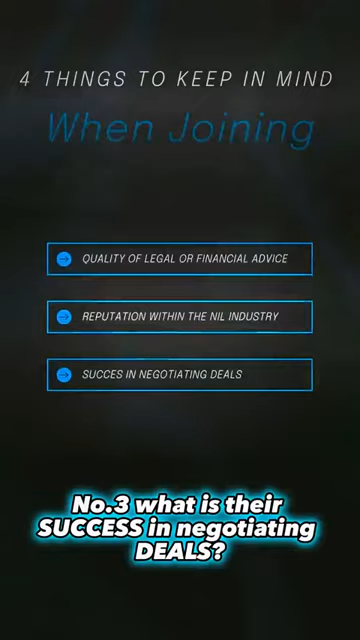 4 THINGS TO KEEP IN MIND
When Joining
QUALITY OF LEGAL OR FINANCIAL ADVICE
REPUTATION WITHIN THE NIL INDUSTRY
SUCCES IN NEGOTIATING DEALS
No.3 what is their
SUCCESS in negotiating
DEALS?